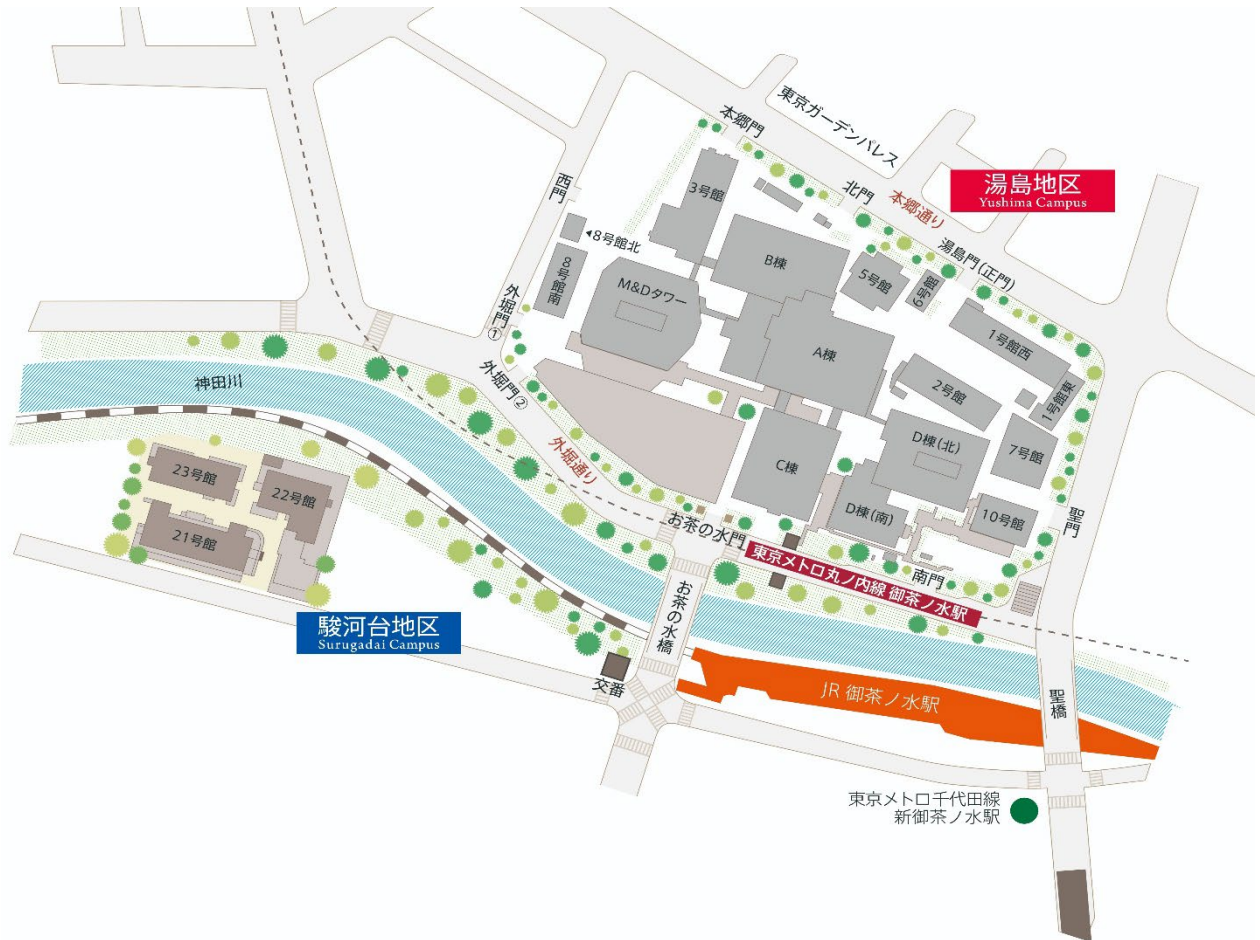 東京ガーデンパレス
本郷門
西門
3号館
北門
本郷通り
湯島地区
Yushima Campus
◀8号館北
8号館南
M&Dタワー
B棟
5号館
6号館
湯島門(正門)
外堀門①
A棟
1号館西
1号館東
2号館
外堀門②
神田川
外堀通り
C棟
D棟(北)
7号館
23号館
22号館
21号館
お茶の水門
D棟(南)
10号館
聖門
東京メトロ丸ノ内線 御茶ノ水駅
南門
駿河台地区
Surugadai Campus
お茶の水橋
交番
JR 御茶ノ水駅
聖橋
東京メトロ千代田線
新御茶ノ水駅